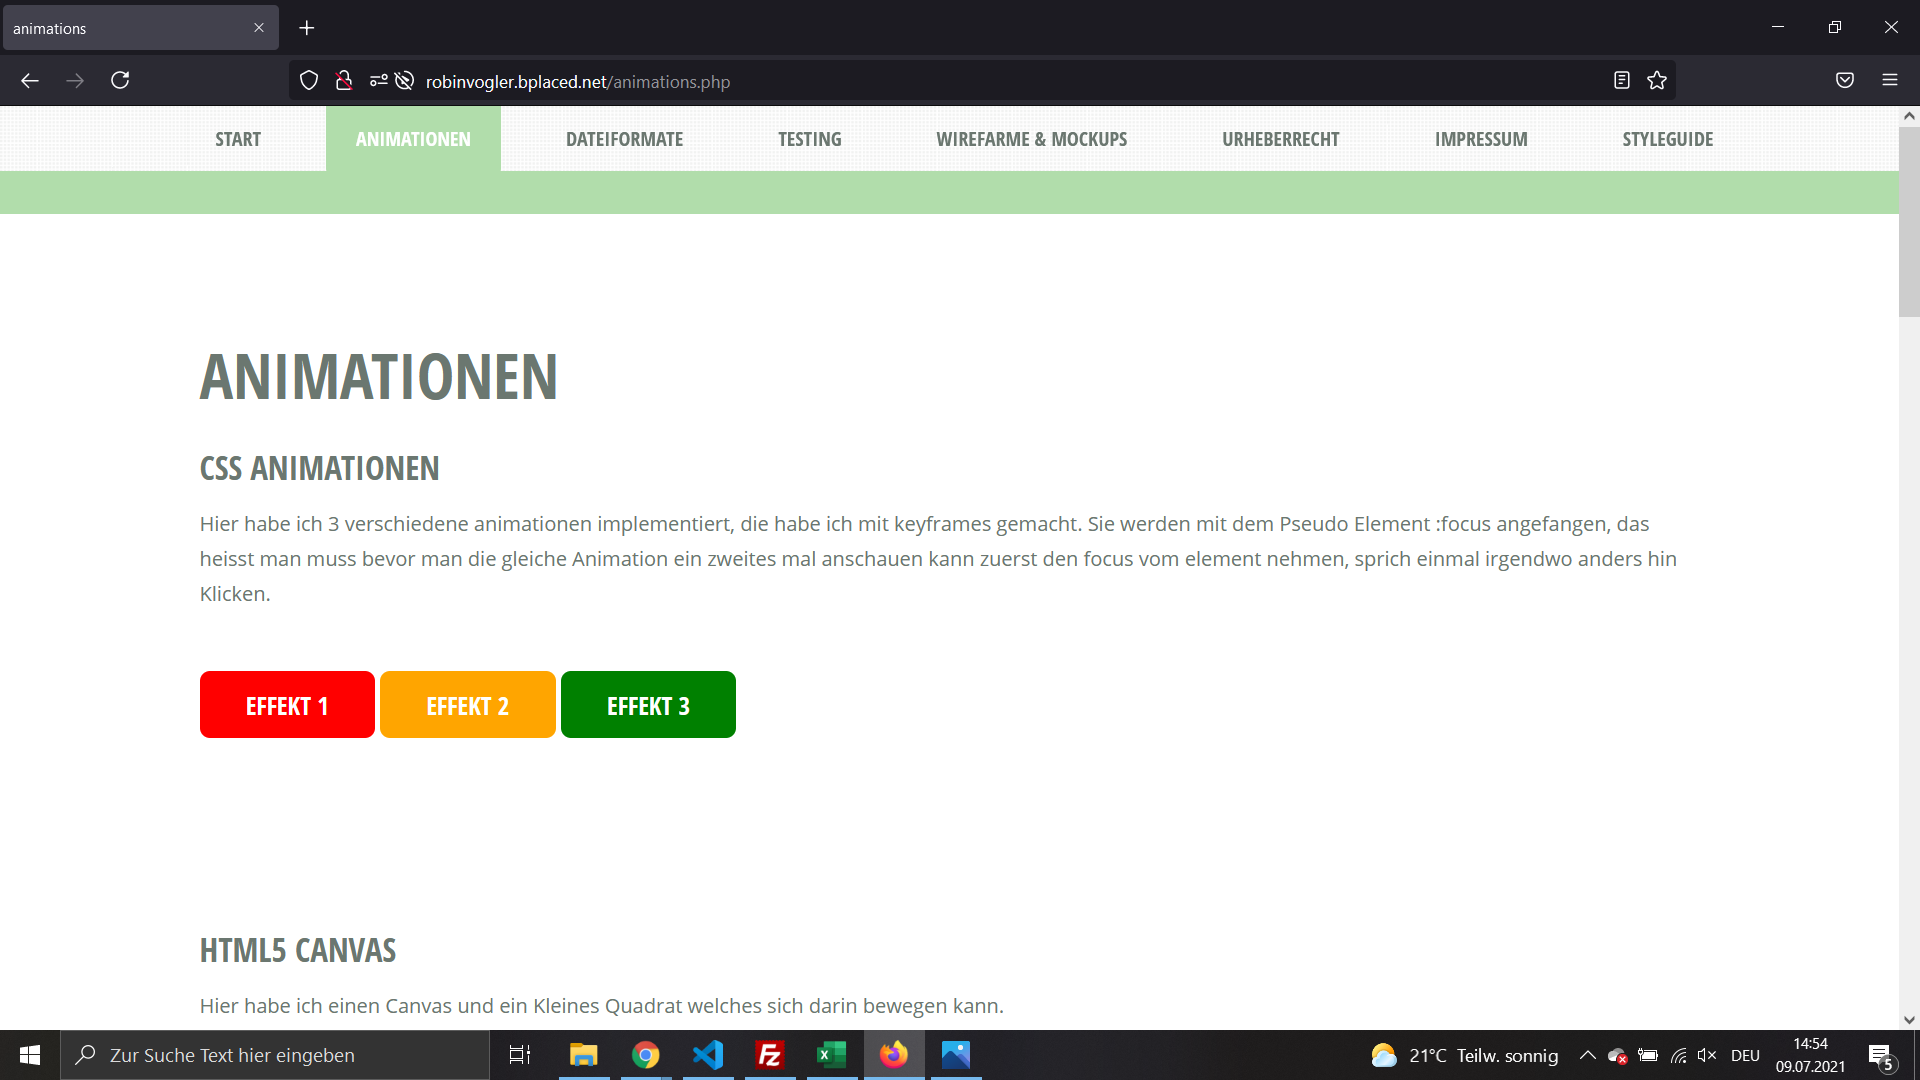 animations
robinvogler.bplaced.net/animations.php
START ANIMATIONEN DATEIFORMATE TESTING WIREFARME & MOCKUPS URHEBERRECHT IMPRESSUM STYLEGUIDE
ANIMATIONEN
CSS ANIMATIONEN
Hier habe ich 3 verschiedene animationen implementiert, die habe ich mit keyframes gemacht. Sie werden mit dem Pseudo Element :focus angefangen, das
heisst man muss bevor man die gleiche Animation ein zweites mal anschauen kann zuerst den focus vom element nehmen, sprich einmal irgendwo anders hin
Klicken.
EFFEKT 1 EFFEKT 2 EFFEKT 3
HTML5 CANVAS
Hier habe ich einen Canvas und ein Kleines Quadrat welches sich darin bewegen kann.
Zur Suche Text hier eingeben
21°C Teilw. sonnig
DEU
14:54
09.07.2021
5